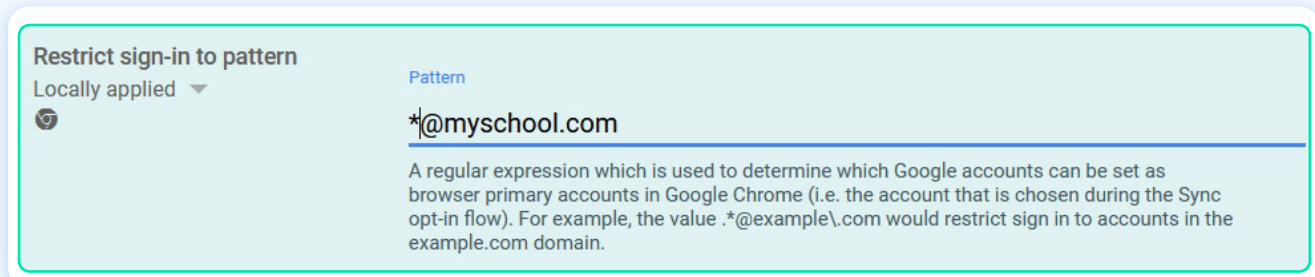 Restrict sign-in to pattern
Locally applied
Pattern
*@myschool.com
A regular expression which is used to determine which Google accounts can be set as
browser primary accounts in Google Chrome (i.e. the account that is chosen during the Sync
opt-in flow). For example, the value .*@example\.com would restrict sign in to accounts in the
example.com domain.